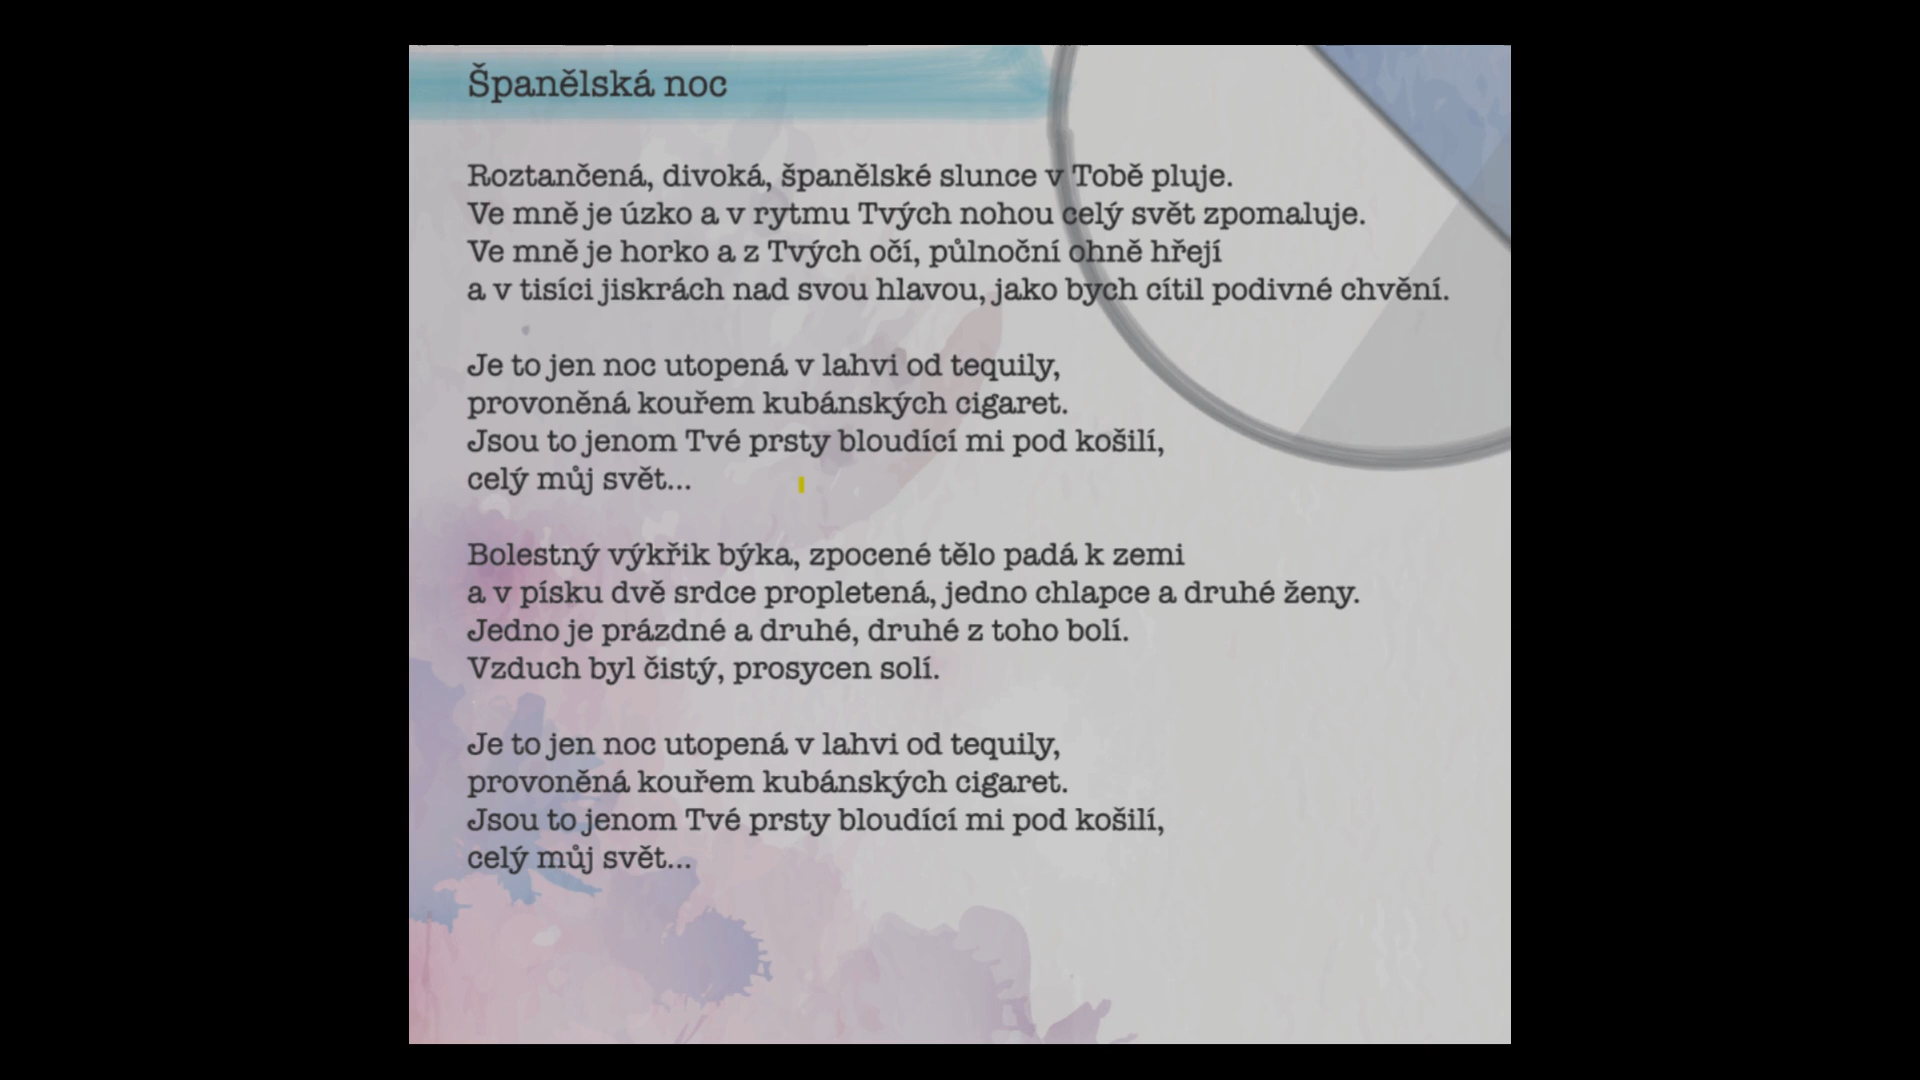 Španělská noc
Roztančená, divoká, španělské slunce v Tobě pluje.
Ve mně je úzko a v rytmu Tvých nohou celý svět zpomaluje.
Ve mně je horko a z Tvých očí, půlnoční ohně hřejí
a v tisíci jiskrách nad svou hlavou, jako bych cítil podivné chvění.
Je to jen noc utopená v lahvi od tequily,
provoněná kouřem kubánských cigaret.
Jsou to jenom Tvé prsty bloudící mi pod košilí,
celý můj svět...
Bolestný výkřik býka, zpocené tělo padá k zemi
a v písku dvě srdce propletená, jedno chlapce a druhé ženy.
Jedno je prázdné a druhé, druhé z toho bolí.
Vzduch byl čistý, prosycen solí.
Je to jen noc utopená v lahvi od tequily,
provoněná kouřem kubánských cigaret.
Jsou to jenom Tvé prsty bloudící mi pod košilí,
celý můj svět...